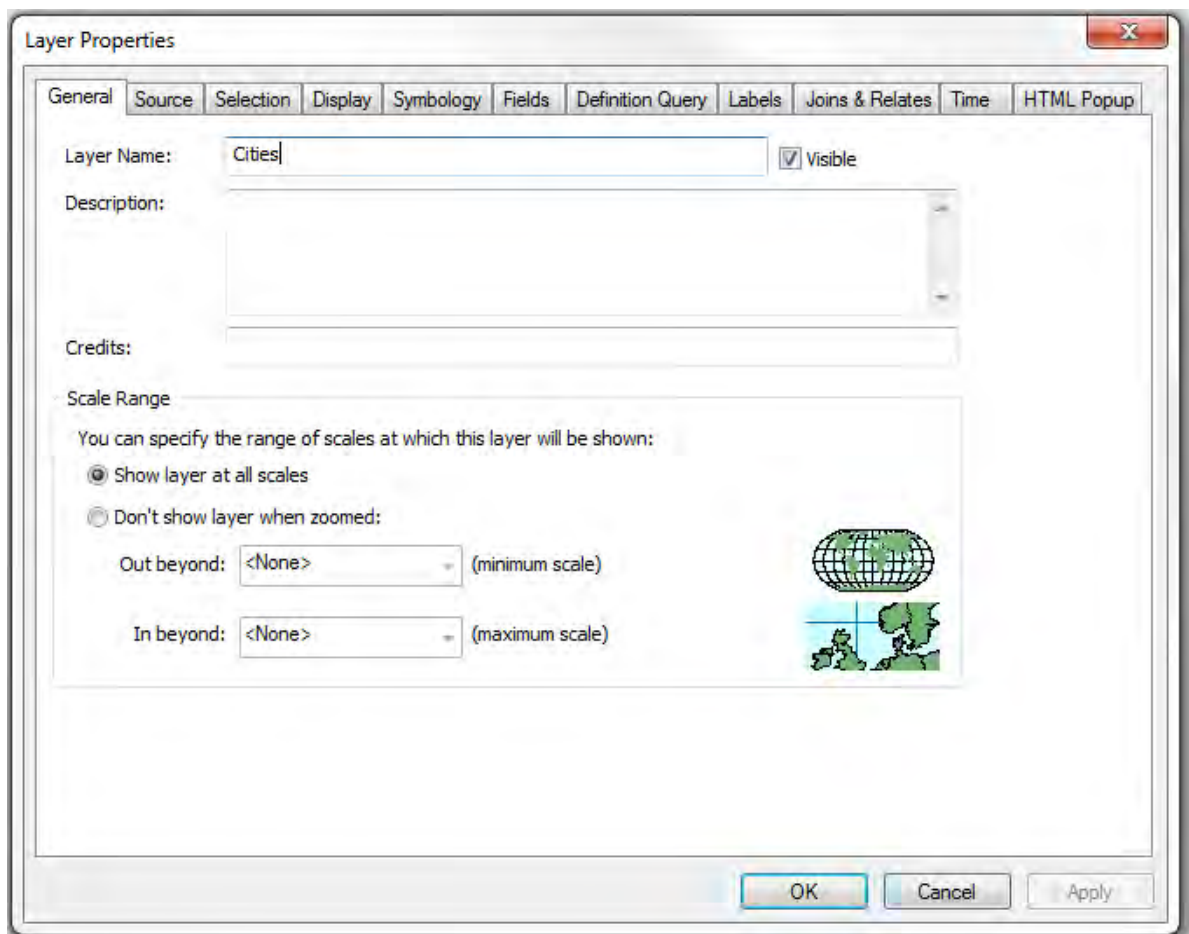 Layer Properties
General Source Selection Display Symbology Fields Definition Query Labels Joins & Relates Time HTML Popup
Layer Name: Cities Visible
Description:
Credits:
Scale Range
You can specify the range of scales at which this layer will be shown:
Show layer at all scales
Don't show layer when zoomed:
Out beyond: <None> (minimum scale)
In beyond: <None> (maximum scale)
OK Cancel Apply